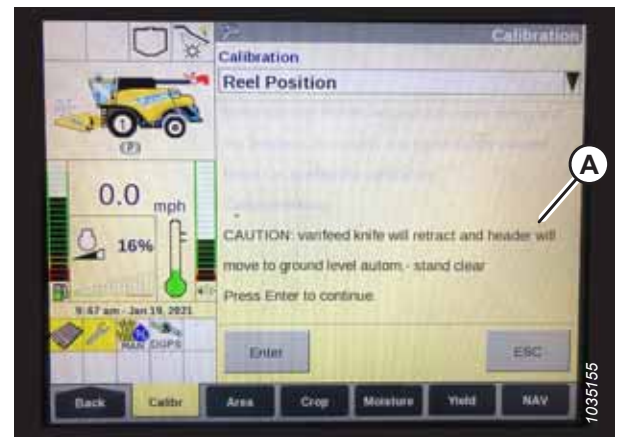 Calibration
Calibration
Reel Position
A
0.0 mph
16%
CAUTION: varifeed knife will retract and header will
move to ground level autom.- stand clear
Press Enter to continue.
9:47 am - Jan 19, 2021
MAN DGPS
Enter
ESC
Back
Calibr
Area
Crop
Moisture
Yield
NAV
1035155
(P)